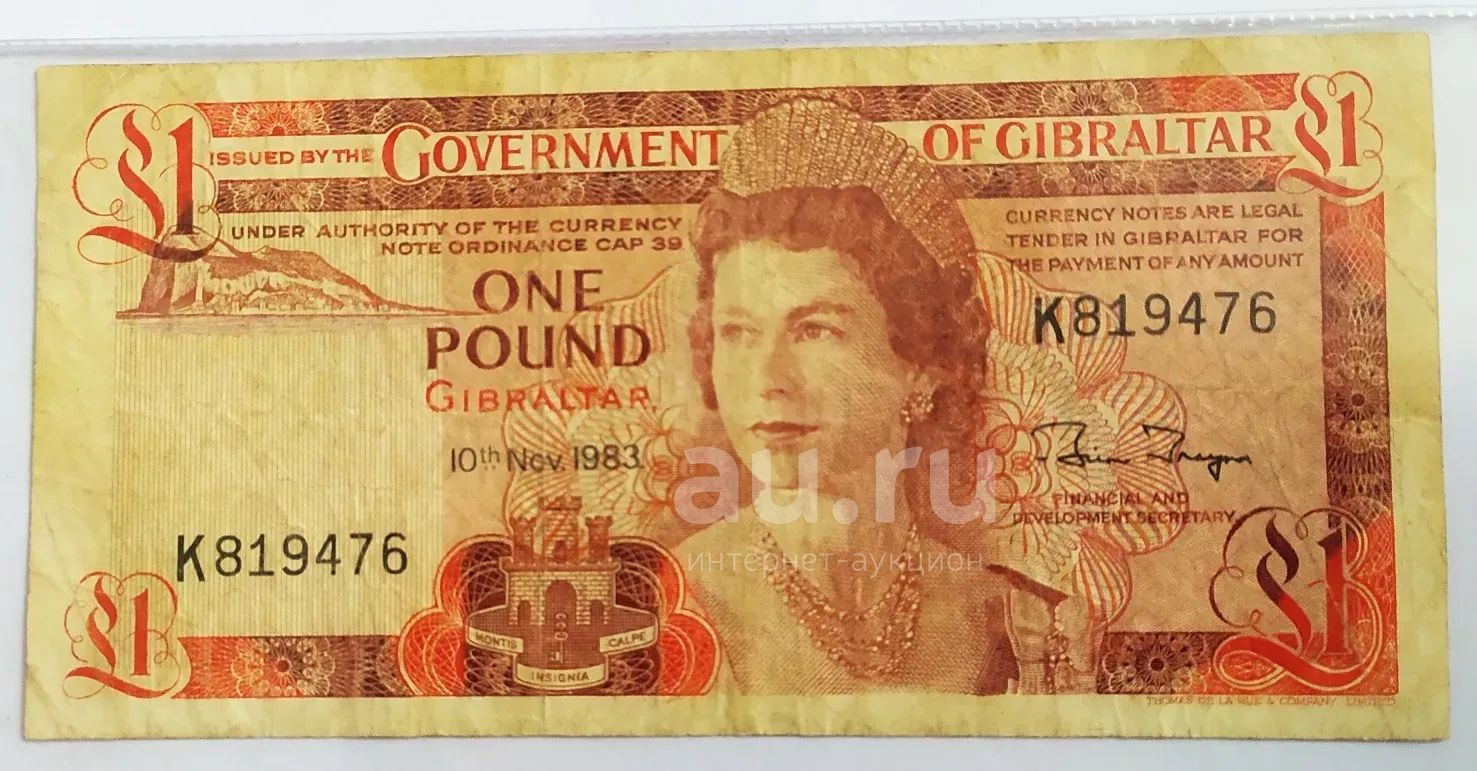 £1
ISSUED BY THE GOVERNMENT OF GIBRALTAR
£1
UNDER AUTHORITY OF THE CURRENCY
NOTE ORDINANCE CAP 39
CURRENCY NOTES ARE LEGAL
TENDER IN GIBRALTAR FOR
THE PAYMENT OF ANY AMOUNT
ONE
POUND
GIBRALTAR
K819476
10th Nov. 1983
au.ru
интернет-аукцион
FINANCIAL AND
DEVELOPMENT SECRETARY
K819476
MONTIS
INSIGNIA
CALPE
£1
£1
THOMAS DE LA RUE & COMPANY LIMITED